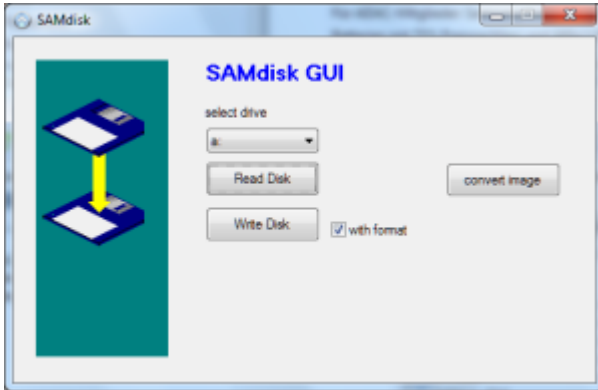 SAMdisk
SAMdisk GUI
select drive
a:
Read Disk
convert image
Write Disk
with format